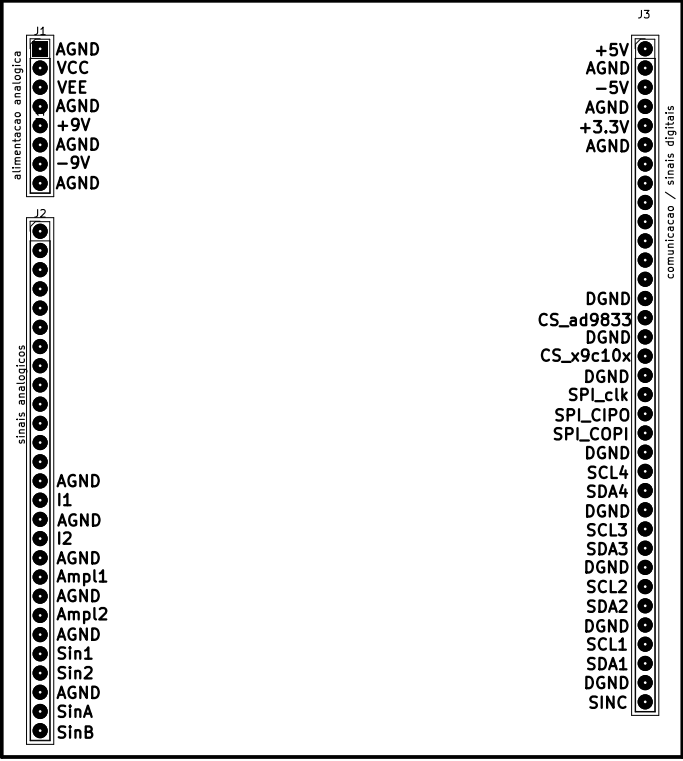 J1
AGND
VCC
VEE
AGND
+9V
AGND
-9V
AGND
alimentacao analogica
J2
AGND
I1
AGND
I2
AGND
Ampl1
AGND
Ampl2
AGND
Sin1
Sin2
AGND
SinA
SinB
sinais analogicos
J3
+5V
AGND
-5V
AGND
+3.3V
AGND
DGND
CS_ad9833
DGND
CS_x9c10x
DGND
SPI_clk
SPI_CIPO
SPI_COPI
DGND
SCL4
SDA4
DGND
SCL3
SDA3
DGND
SCL2
SDA2
DGND
SCL1
SDA1
DGND
SINC
comunicacao / sinais digitais